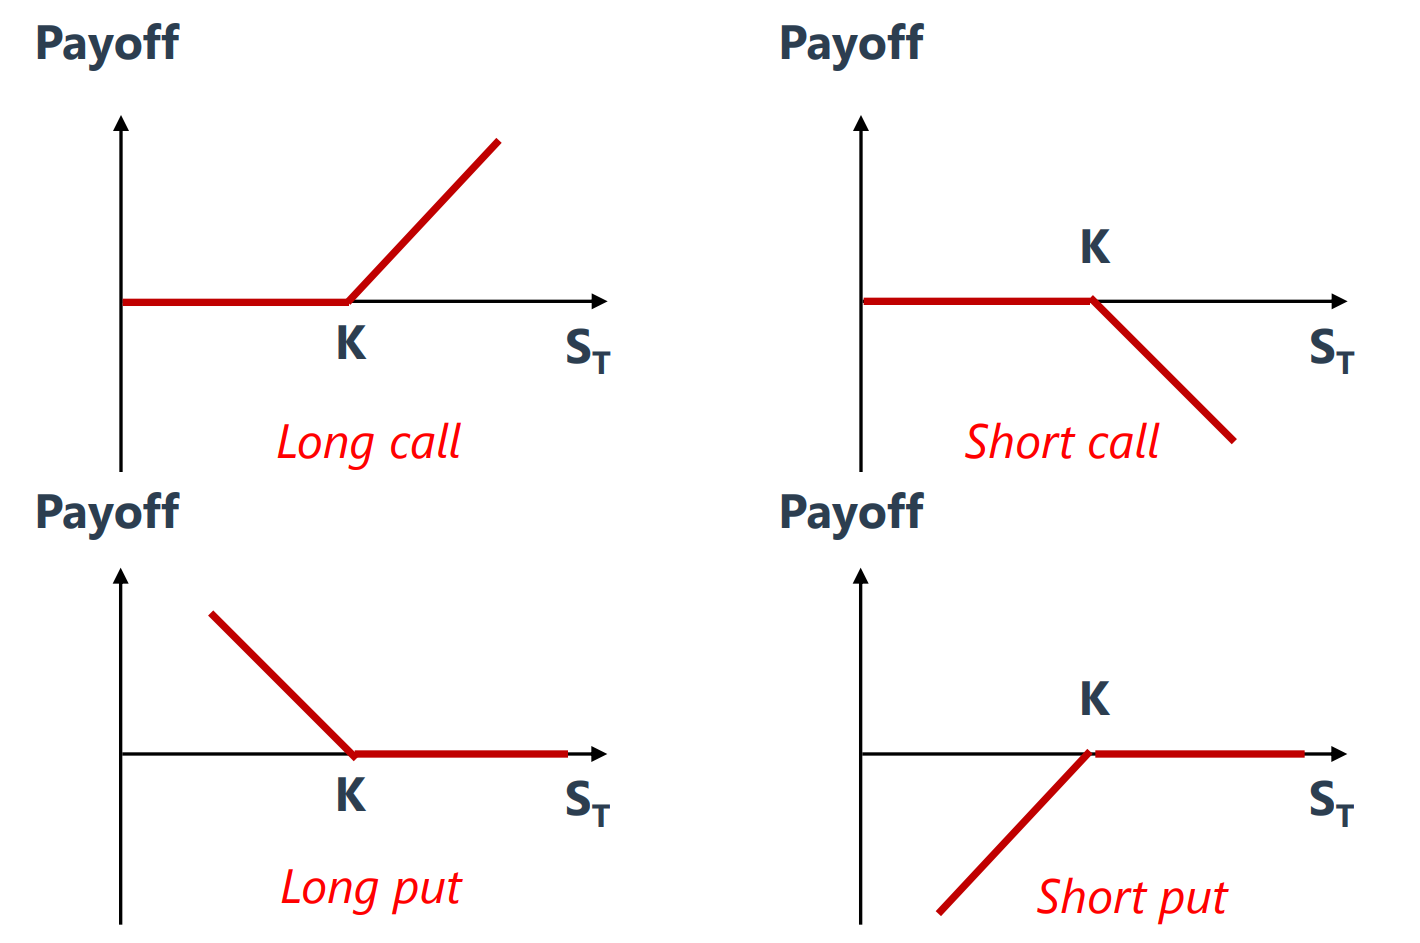 Payoff
Payoff
K
K
S_T
S_T
Long call
Short call
Payoff
Payoff
K
K
S_T
S_T
Long put
Short put